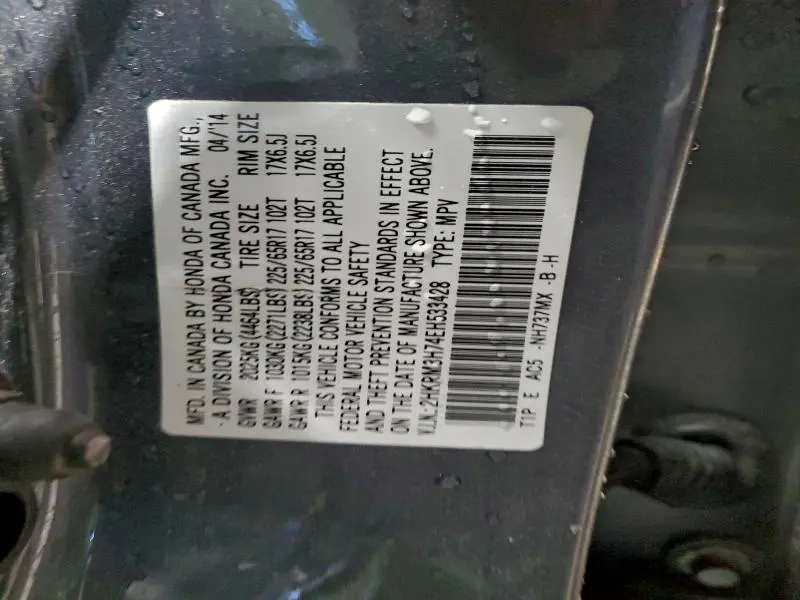 MFD. IN CANADA BY HONDA OF CANADA MFG.,
- A DIVISION OF HONDA CANADA INC. 04/'14
GVWR 2025KG(4464LBS) TIRE SIZE RIM SIZE
GAWR F 1030KG(2271LBS) 225/65R17 102T 17X6.5J
GAWR R 1015KG(2238LBS) 225/65R17 102T 17X6.5J
THIS VEHICLE CONFORMS TO ALL APPLICABLE
FEDERAL MOTOR VEHICLE SAFETY
AND THEFT PREVENTION STANDARDS IN EFFECT
ON THE DATE OF MANUFACTURE SHOWN ABOVE.
V.I.N.: 2HKRM3H74EH533428 TYPE: MPV
T1P E AC5 -NH737MX -B -H